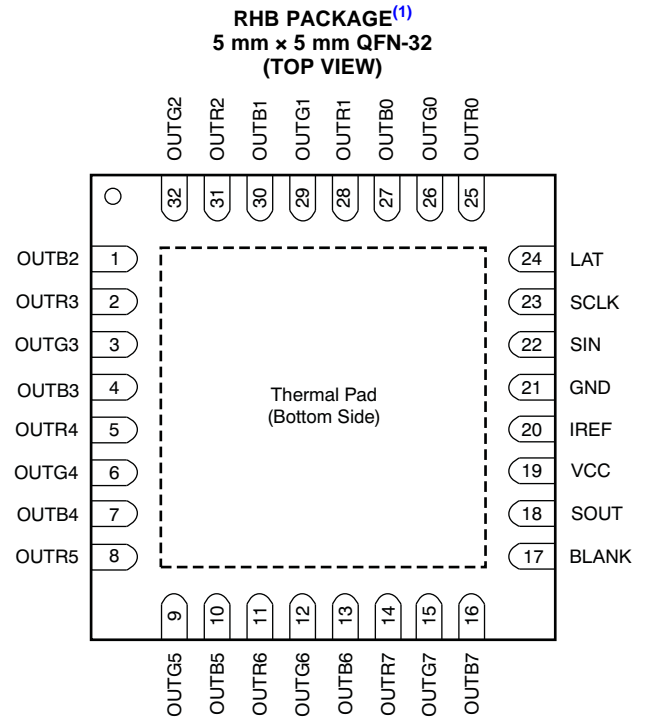 RHB PACKAGE(1)
5 mm × 5 mm QFN-32
(TOP VIEW)
OUTG2
OUTR2
OUTB1
OUTG1
OUTR1
OUTB0
OUTG0
OUTR0
32
31
30
29
28
27
26
25
OUTB2 1
OUTR3 2
OUTG3 3
OUTB3 4
OUTR4 5
OUTG4 6
OUTB4 7
OUTR5 8
Thermal Pad
(Bottom Side)
24 LAT
23 SCLK
22 SIN
21 GND
20 IREF
19 VCC
18 SOUT
17 BLANK
9
10
11
12
13
14
15
16
OUTG5
OUTB5
OUTR6
OUTG6
OUTB6
OUTR7
OUTG7
OUTB7